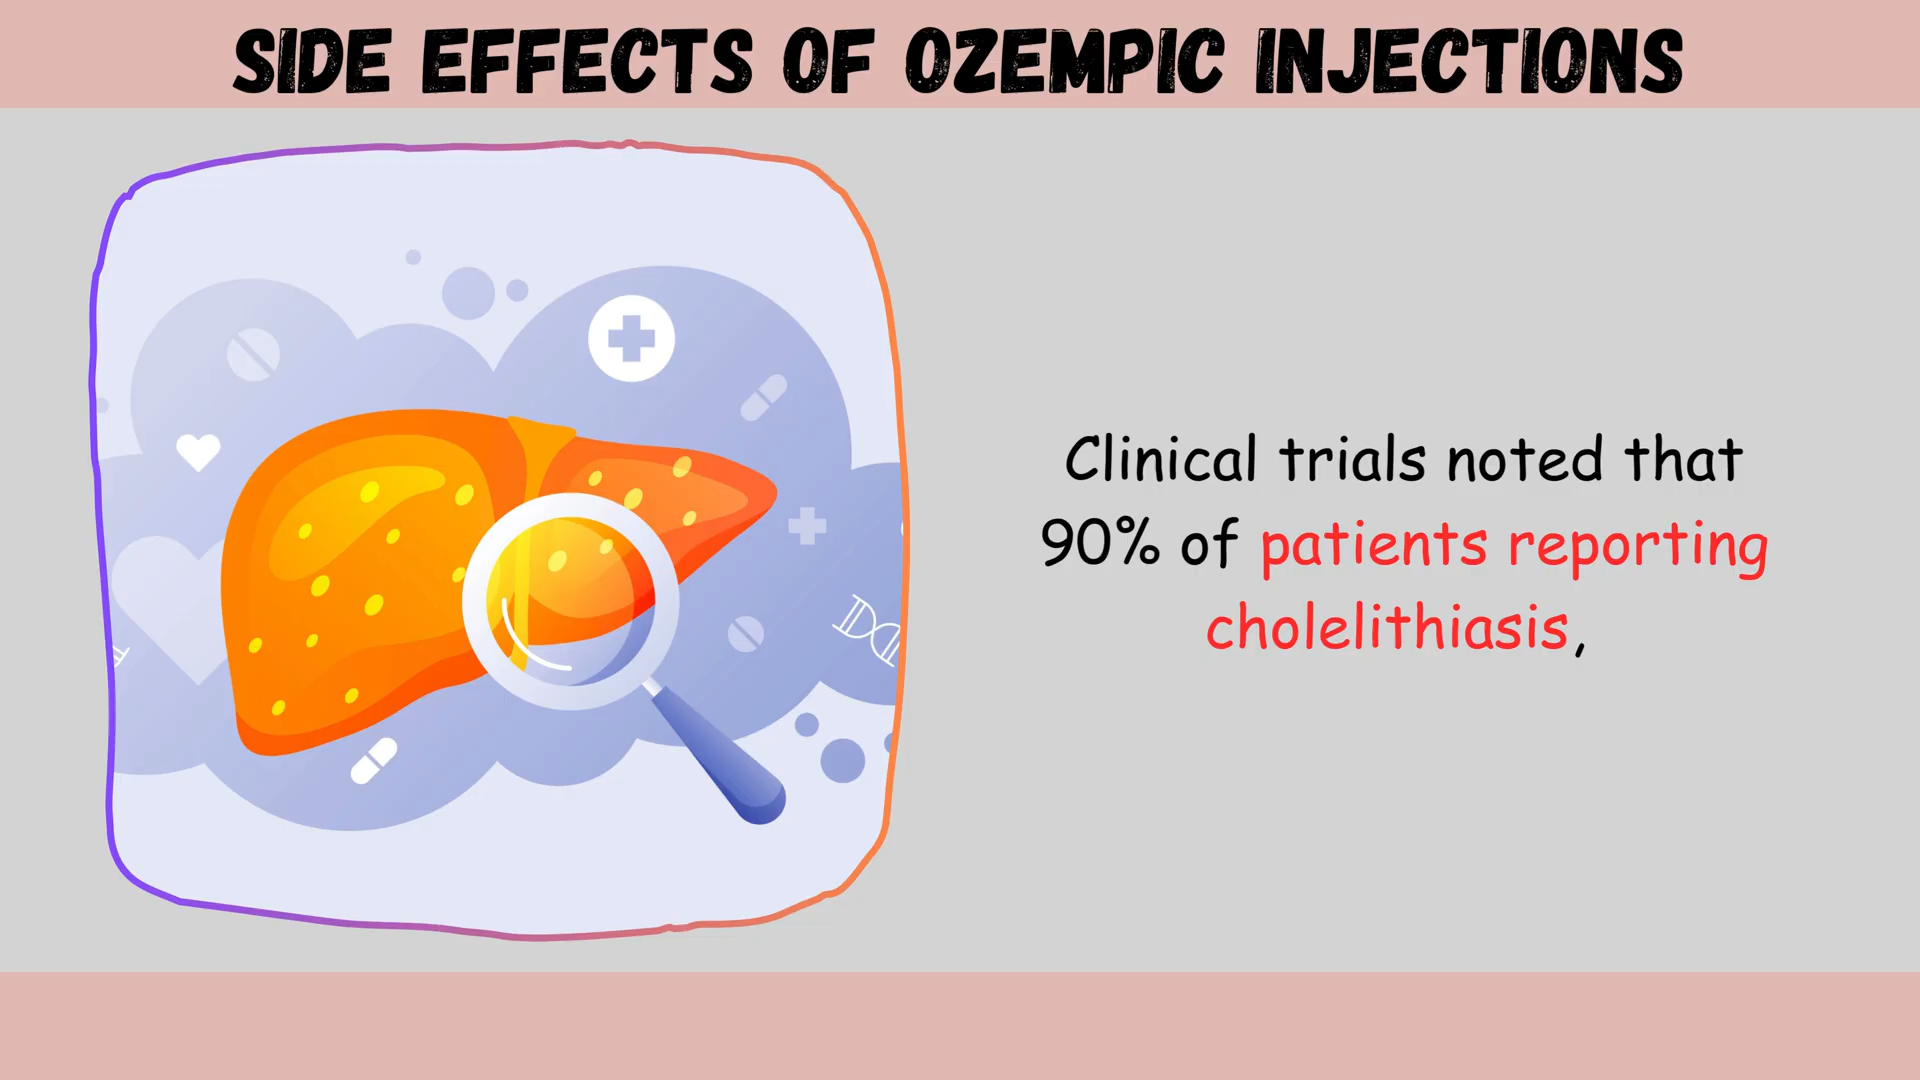 SIDE EFFECTS OF OZEMPIC INJECTIONS
Clinical trials noted that
90% of patients reporting
cholelithiasis,